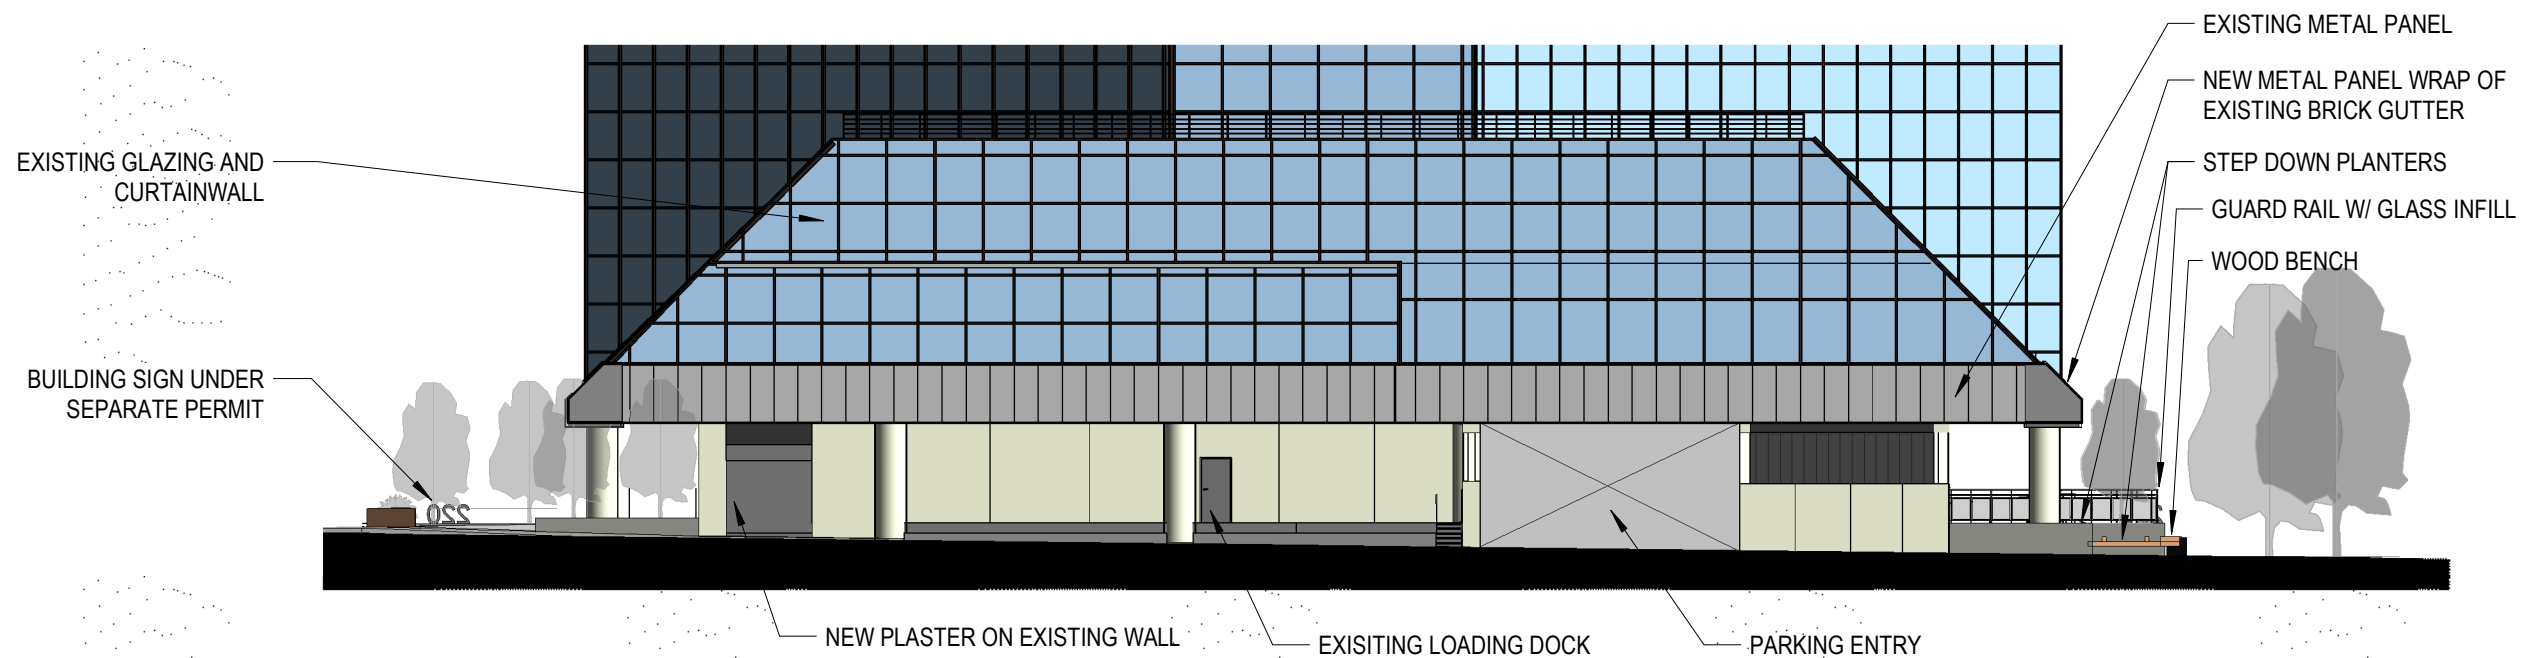 EXISTING METAL PANEL
NEW METAL PANEL WRAP OF
EXISTING BRICK GUTTER
STEP DOWN PLANTERS
GUARD RAIL W/ GLASS INFILL
WOOD BENCH
EXISTING GLAZING AND
CURTAINWALL
BUILDING SIGN UNDER
SEPARATE PERMIT
220
NEW PLASTER ON EXISTING WALL
EXISITING LOADING DOCK
PARKING ENTRY